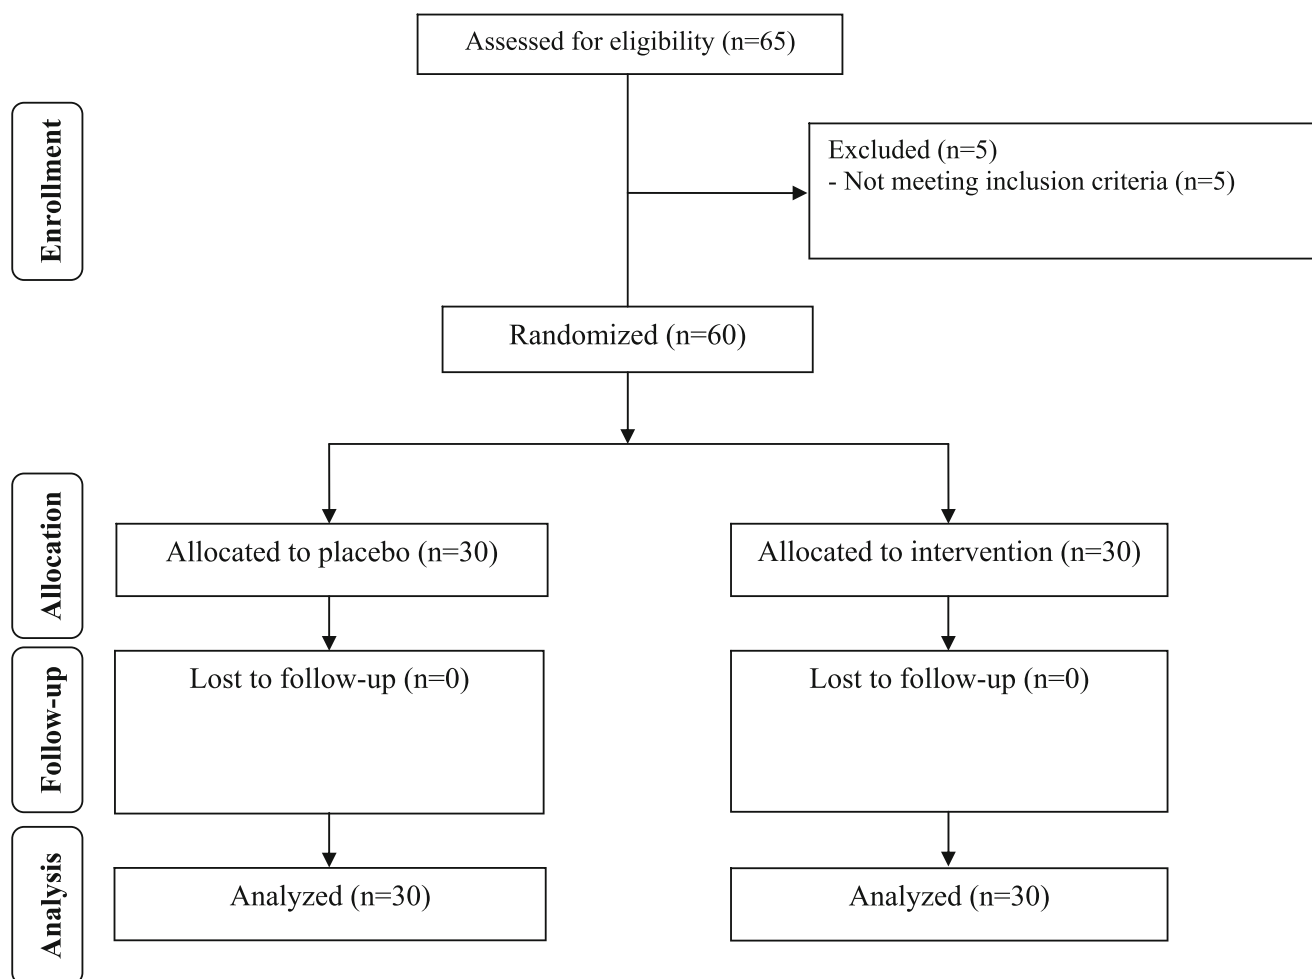 Assessed for eligibility (n=65)
Enrollment
Excluded (n=5)
- Not meeting inclusion criteria (n=5)
Randomized (n=60)
Allocation
Allocated to placebo (n=30)
Allocated to intervention (n=30)
Follow-up
Lost to follow-up (n=0)
Lost to follow-up (n=0)
Analysis
Analyzed (n=30)
Analyzed (n=30)